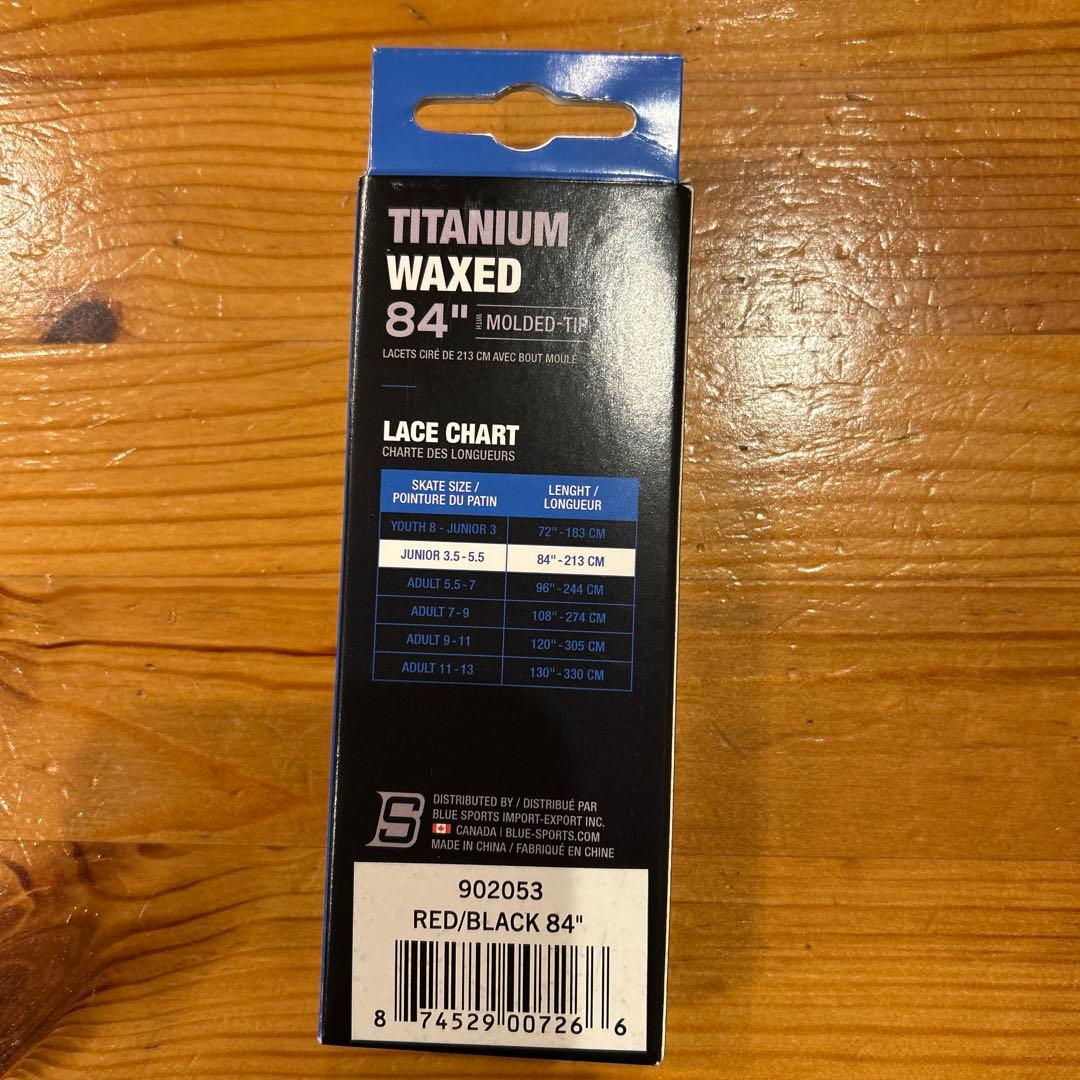 TITANIUM
WAXED
84" WITH MOLDED-TIP
LACETS CIRÉ DE 213 CM AVEC BOUT MOULÉ
LACE CHART
CHARTE DES LONGUEURS
SKATE SIZE / POINTURE DU PATIN LENGHT / LONGUEUR
YOUTH 8 - JUNIOR 3 72" - 183 CM
JUNIOR 3.5 - 5.5 84" - 213 CM
ADULT 5.5 - 7 96" - 244 CM
ADULT 7 - 9 108" - 274 CM
ADULT 9 - 11 120" - 305 CM
ADULT 11 - 13 130" - 330 CM
S
DISTRIBUTED BY / DISTRIBUÉ PAR
BLUE SPORTS IMPORT-EXPORT INC.
CANADA | BLUE-SPORTS.COM
MADE IN CHINA / FABRIQUÉ EN CHINE
902053
RED/BLACK 84"
8 74529 00726 6